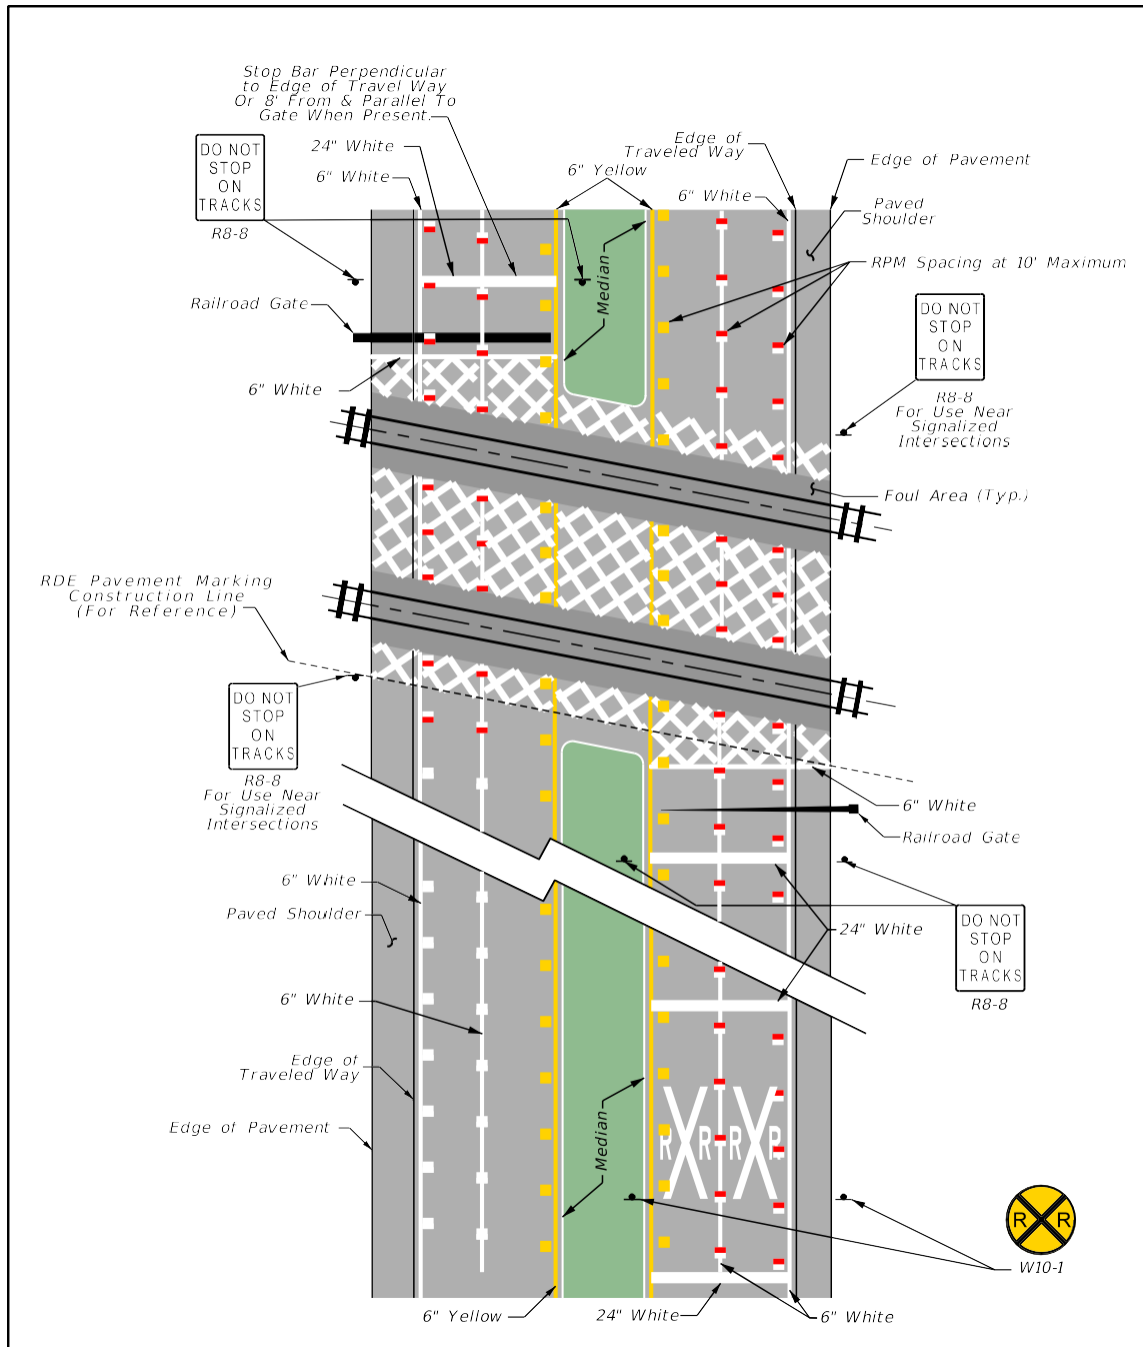 Stop Bar Perpendicular
to Edge of Travel Way
Or 8' From & Parallel To
Gate When Present.
DO NOT
STOP
ON
TRACKS
R8-8
24" White
6" White
6" Yellow
Edge of
Traveled Way
6" White
Edge of Pavement
Paved
Shoulder
RPM Spacing at 10' Maximum
Median
Railroad Gate
6" White
DO NOT
STOP
ON
TRACKS
R8-8
For Use Near
Signalized
Intersections
Foul Area (Typ.)
RDE Pavement Marking
Construction Line
(For Reference)
DO NOT
STOP
ON
TRACKS
R8-8
For Use Near
Signalized
Intersections
6" White
Railroad Gate
6" White
Paved Shoulder
24" White
DO NOT
STOP
ON
TRACKS
R8-8
6" White
Edge of
Traveled Way
Edge of Pavement
Median
R R
R R
R R
W10-1
6" Yellow
24" White
6" White